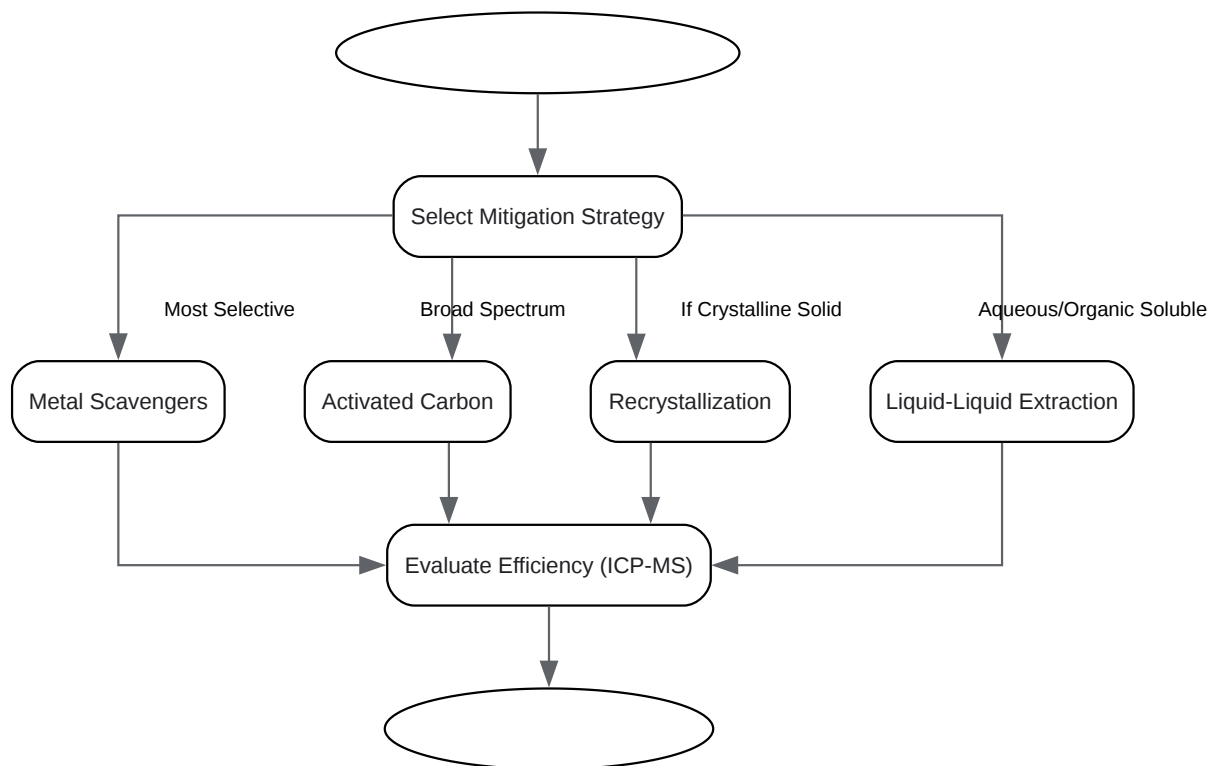 Select Mitigation Strategy
Most Selective
Broad Spectrum
If Crystalline Solid
Aqueous/Organic Soluble
Metal Scavengers
Activated Carbon
Recrystallization
Liquid-Liquid Extraction
Evaluate Efficiency (ICP-MS)